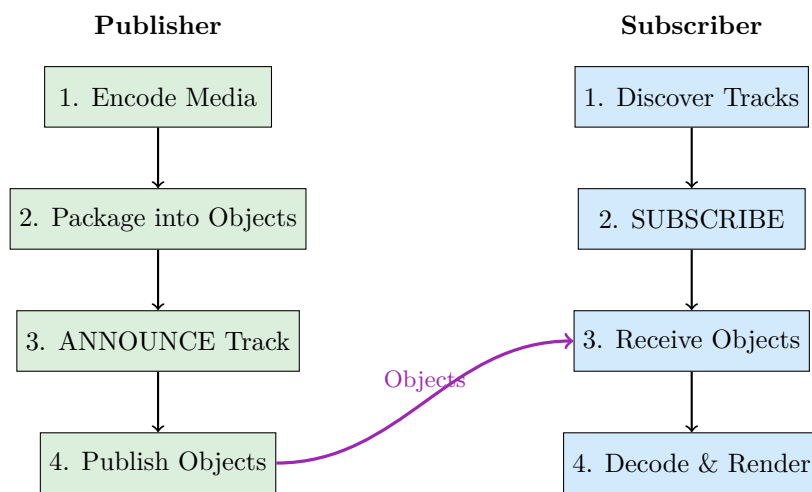 Publisher
1. Encode Media
2. Package into Objects
3. ANNOUNCE Track
4. Publish Objects
Objects
Subscriber
1. Discover Tracks
2. SUBSCRIBE
3. Receive Objects
4. Decode & Render